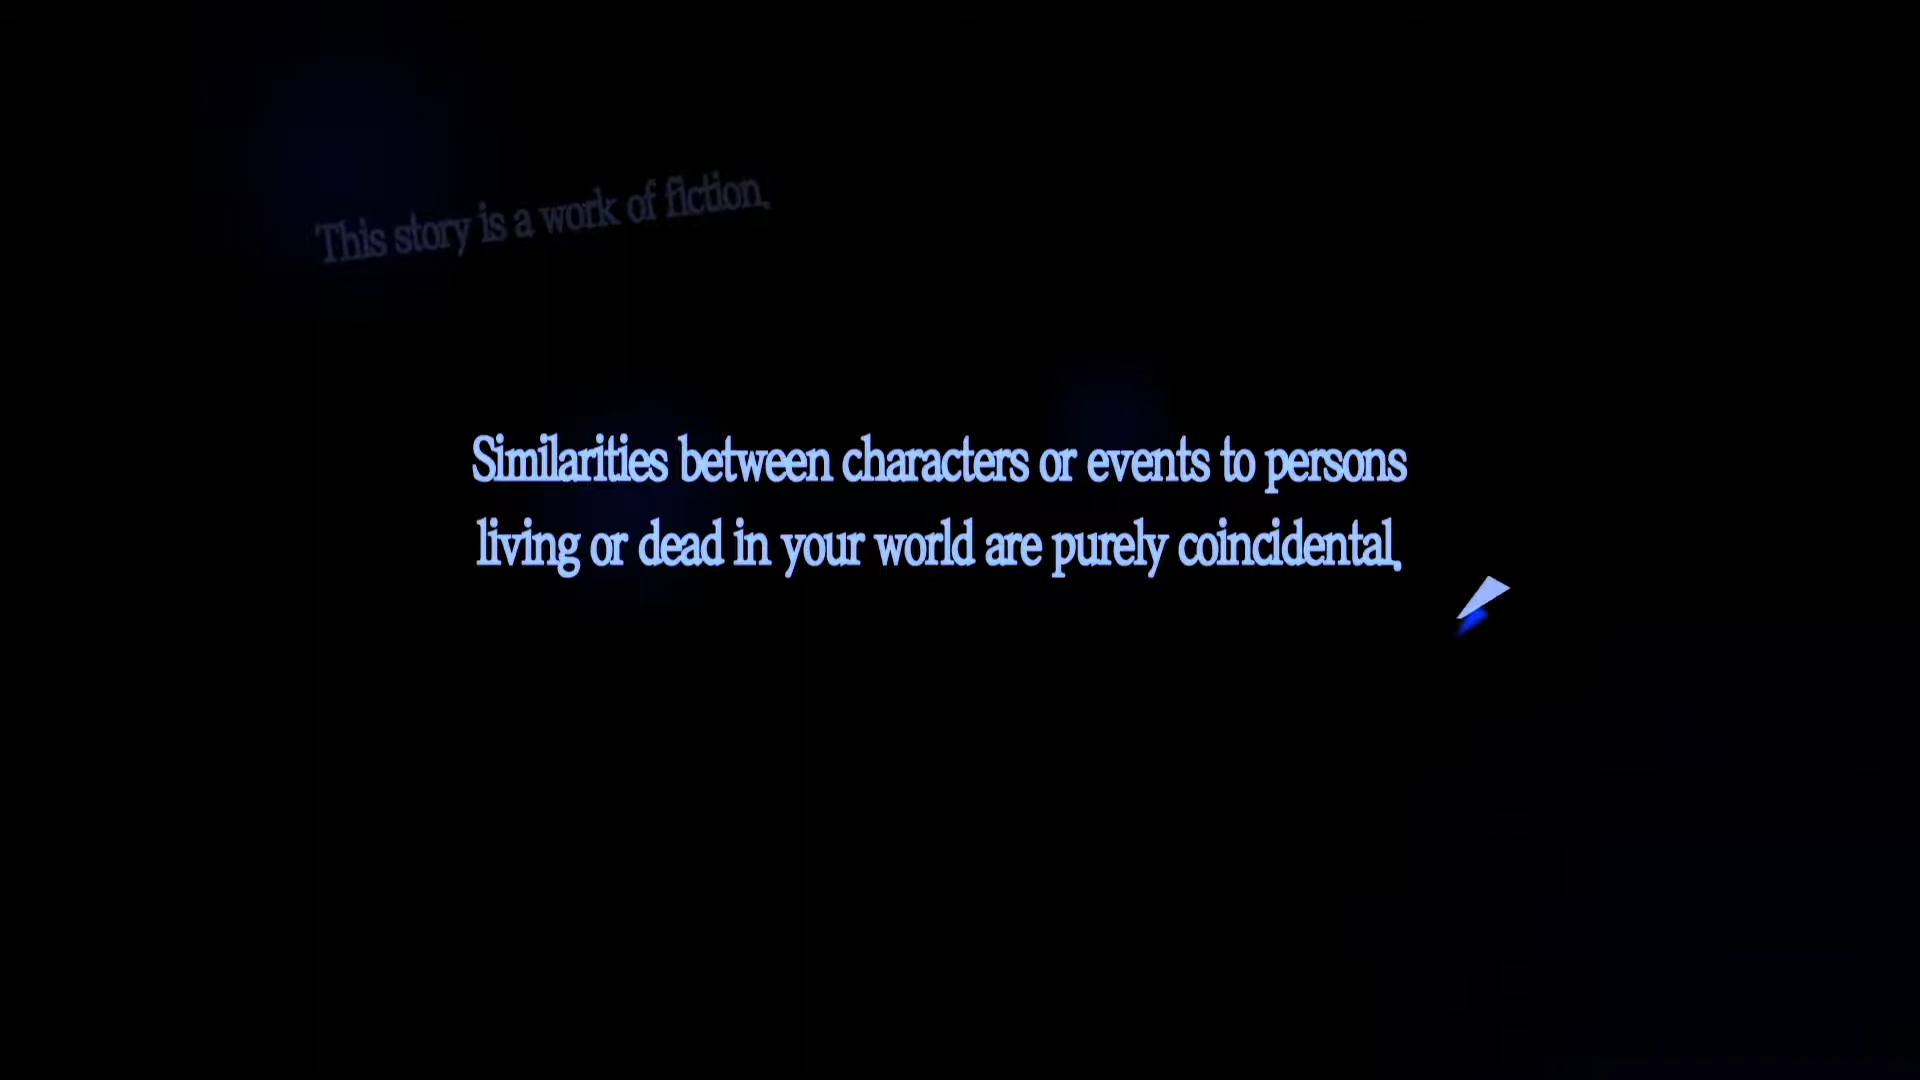 This story is a work of fiction.
Similarities between characters or events to persons
living or dead in your world are purely coincidental.